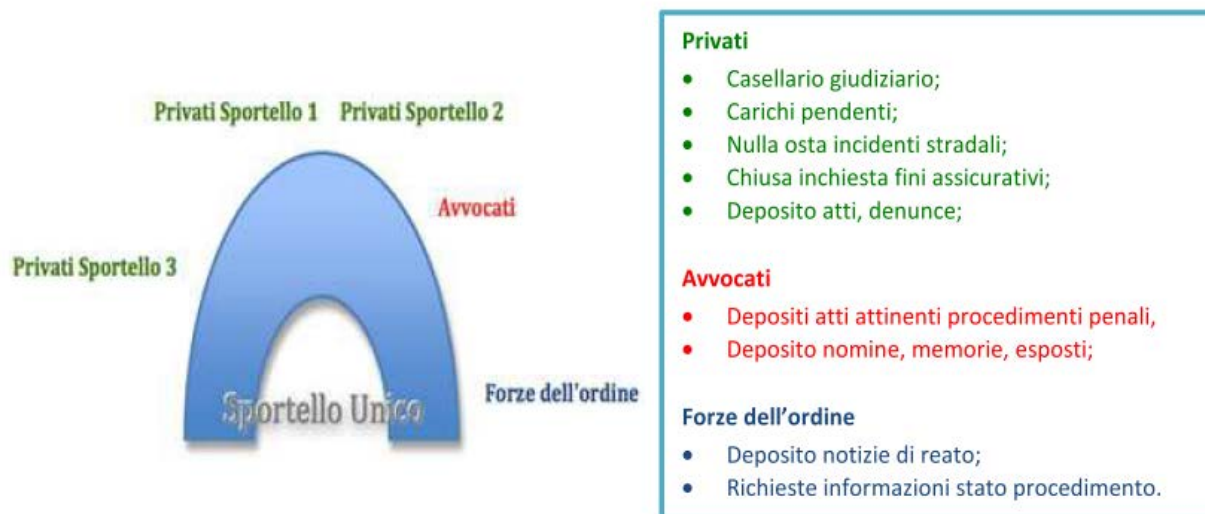 Privati Sportello 1
Privati Sportello 2
Avvocati
Privati Sportello 3
Forze dell'ordine
Sportello Unico
Privati
• Casellario giudiziario;
• Carichi pendenti;
• Nulla osta incidenti stradali;
• Chiusa inchiesta fini assicurativi;
• Deposito atti, denunce;
Avvocati
• Depositi atti attinenti procedimenti penali,
• Deposito nomine, memorie, esposti;
Forze dell’ordine
• Deposito notizie di reato;
• Richieste informazioni stato procedimento.